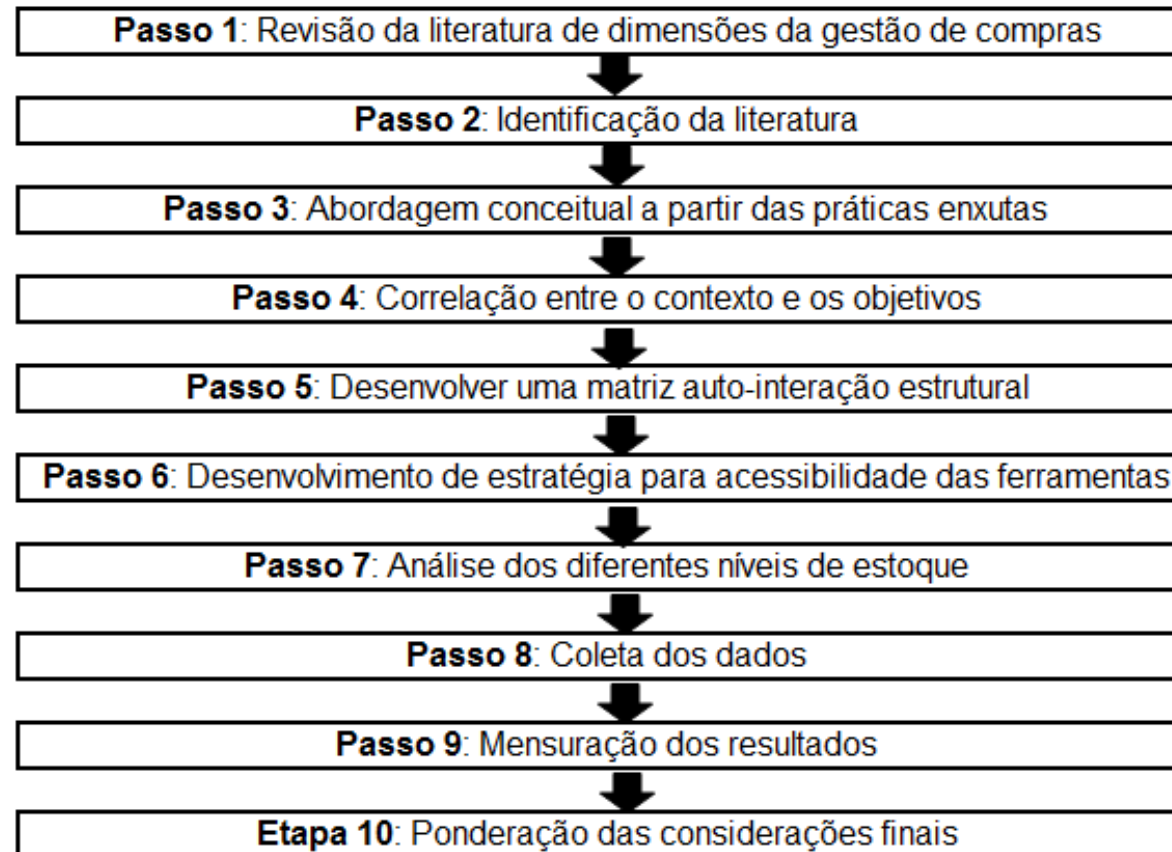 Passo 1: Revisão da literatura de dimensões da gestão de compras
Passo 2: Identificação da literatura
Passo 3: Abordagem conceitual a partir das práticas enxutas
Passo 4: Correlação entre o contexto e os objetivos
Passo 5: Desenvolver uma matriz auto-interação estrutural
Passo 6: Desenvolvimento de estratégia para acessibilidade das ferramentas
Passo 7: Análise dos diferentes níveis de estoque
Passo 8: Coleta dos dados
Passo 9: Mensuração dos resultados
Etapa 10: Ponderação das considerações finais